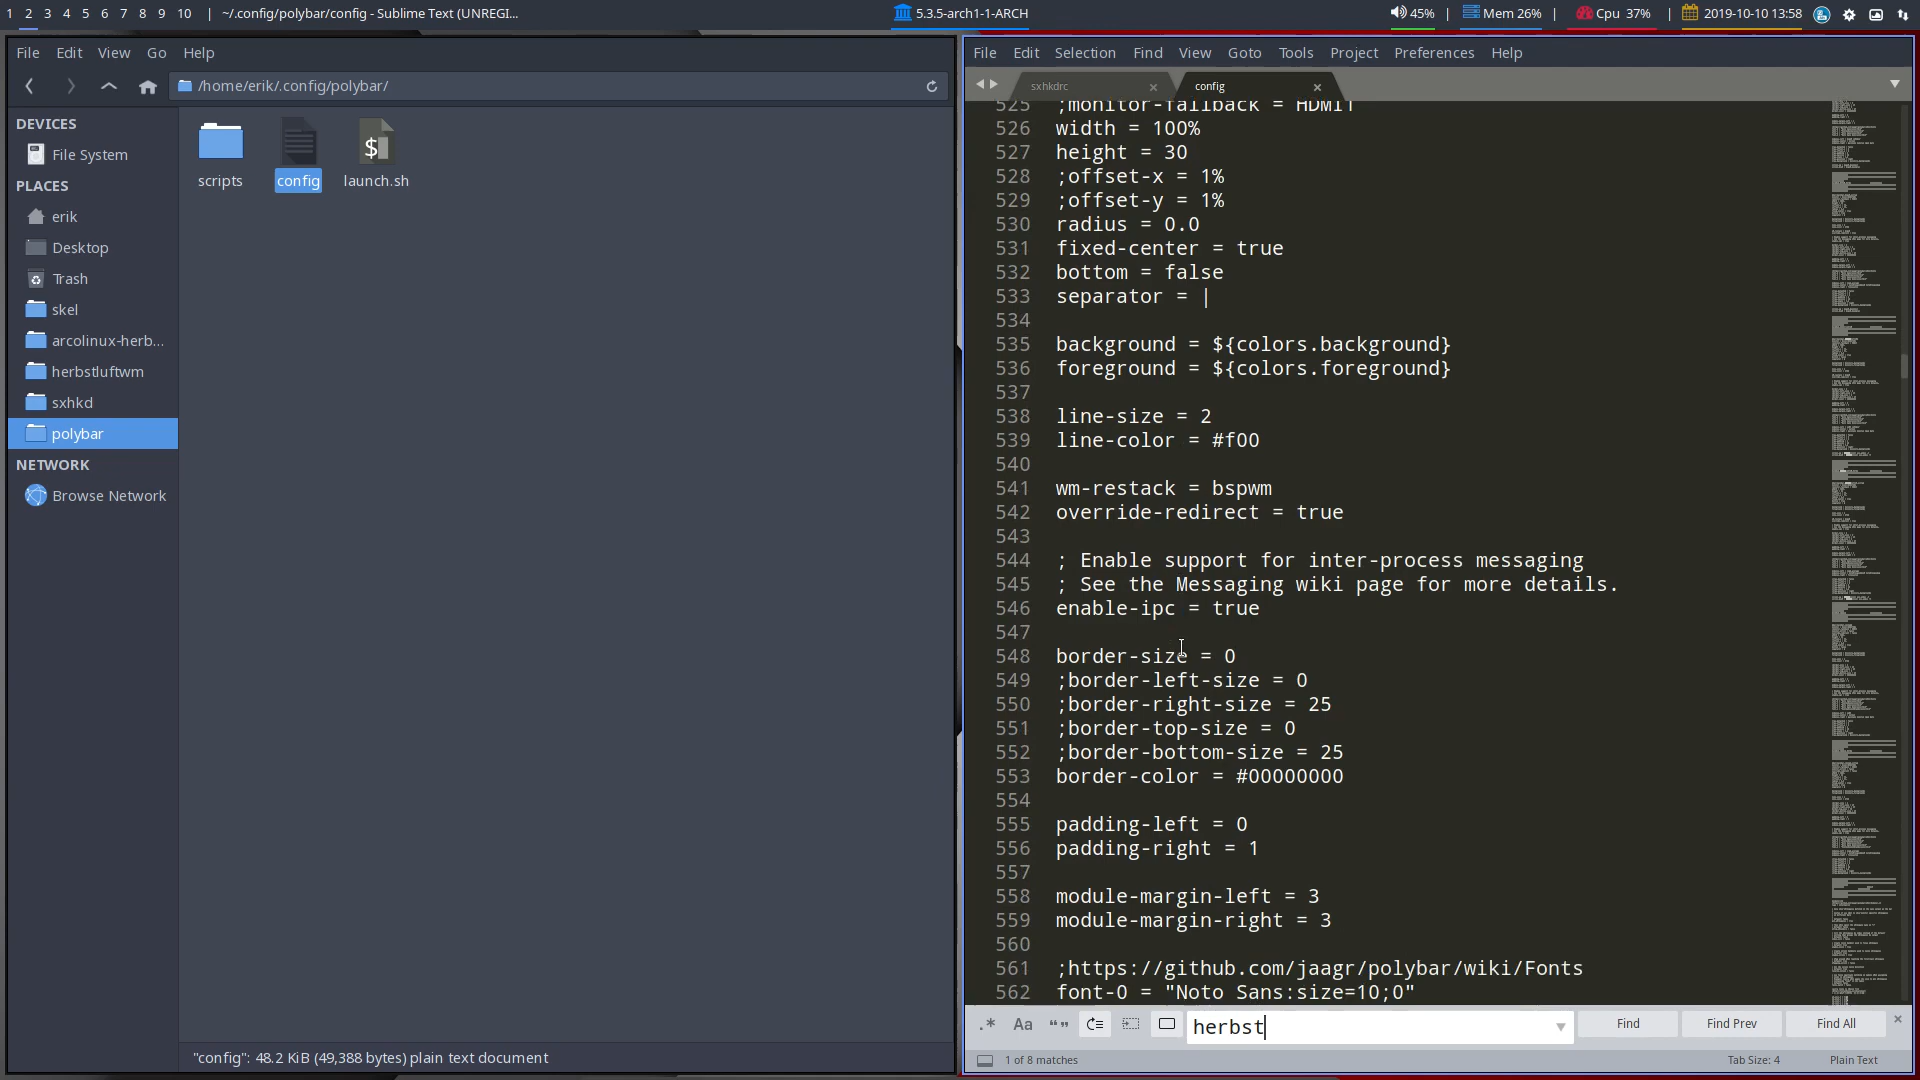 1 2 3 4 5 6 7 8 9 10 | ~/.config/polybar/config - Sublime Text (UNREGI...
5.3.5-arch1-1-ARCH
45% | Mem 26% | Cpu 37% | 2019-10-10 13:58
File Edit View Go Help
/home/erik/.config/polybar/
DEVICES
File System
PLACES
erik
Desktop
Trash
skel
arcolinux-herb...
herbstluftwm
sxhkd
polybar
NETWORK
Browse Network
scripts
config
launch.sh
"config": 48.2 KiB (49,388 bytes) plain text document
File Edit Selection Find View Goto Tools Project Preferences Help
sxhkdrc
config
525 ;monitor-fallback = HDMI1
526 width = 100%
527 height = 30
528 ;offset-x = 1%
529 ;offset-y = 1%
530 radius = 0.0
531 fixed-center = true
532 bottom = false
533 separator = |
534
535 background = ${colors.background}
536 foreground = ${colors.foreground}
537
538 line-size = 2
539 line-color = #f00
540
541 wm-restack = bspwm
542 override-redirect = true
543
544 ; Enable support for inter-process messaging
545 ; See the Messaging wiki page for more details.
546 enable-ipc = true
547
548 border-size = 0
549 ;border-left-size = 0
550 ;border-right-size = 25
551 ;border-top-size = 0
552 ;border-bottom-size = 25
553 border-color = #00000000
554
555 padding-left = 0
556 padding-right = 1
557
558 module-margin-left = 3
559 module-margin-right = 3
560
561 ;https://github.com/jaagr/polybar/wiki/Fonts
562 font-0 = "Noto Sans:size=10;0"
.* Aa “” herbst Find Find Prev Find All
1 of 8 matches
Tab Size: 4
Plain Text